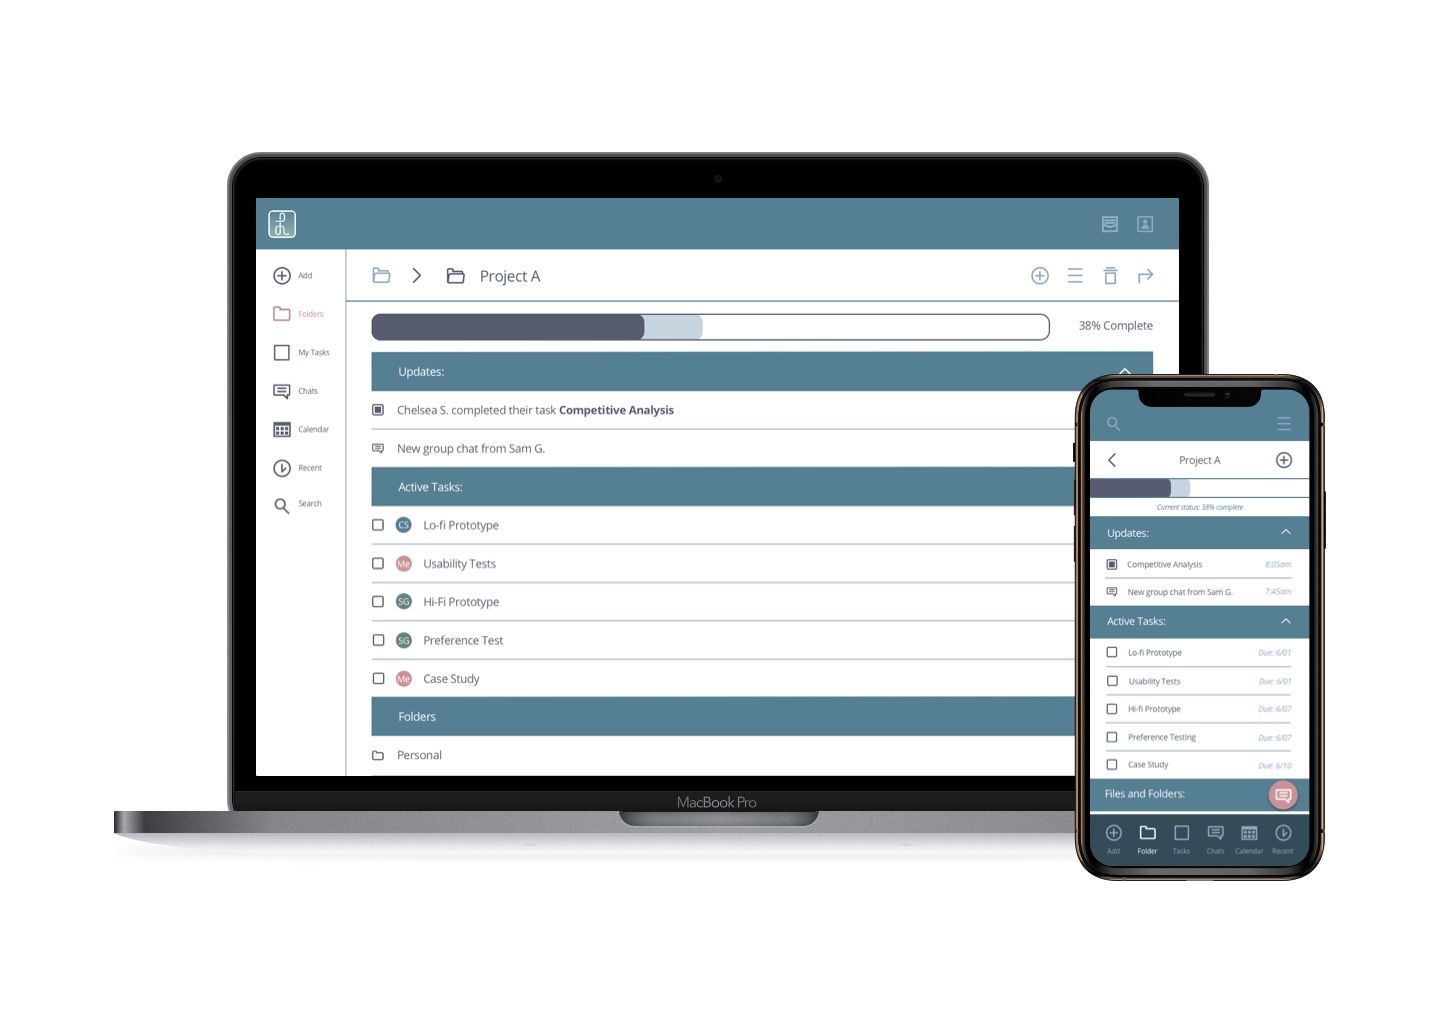 Add
Folders
My Tasks
Chats
Calendar
Recent
Search
Project A
38% Complete
Updates:
Chelsea S. completed their task Competitive Analysis
New group chat from Sam G.
Active Tasks:
CS Lo-fi Prototype
Me Usability Tests
SG Hi-Fi Prototype
SG Preference Test
Me Case Study
Folders
Personal
MacBook Pro
Project A
Current status: 38% complete
Updates:
Competitive Analysis 8:05am
New group chat from Sam G. 7:45am
Active Tasks:
Lo-fi Prototype Due: 6/01
Usability Tests Due: 6/01
Hi-fi Prototype Due: 6/07
Preference Testing Due: 6/07
Case Study Due: 6/10
Files and Folders:
Add Folder Tasks Chats Calendar Recent